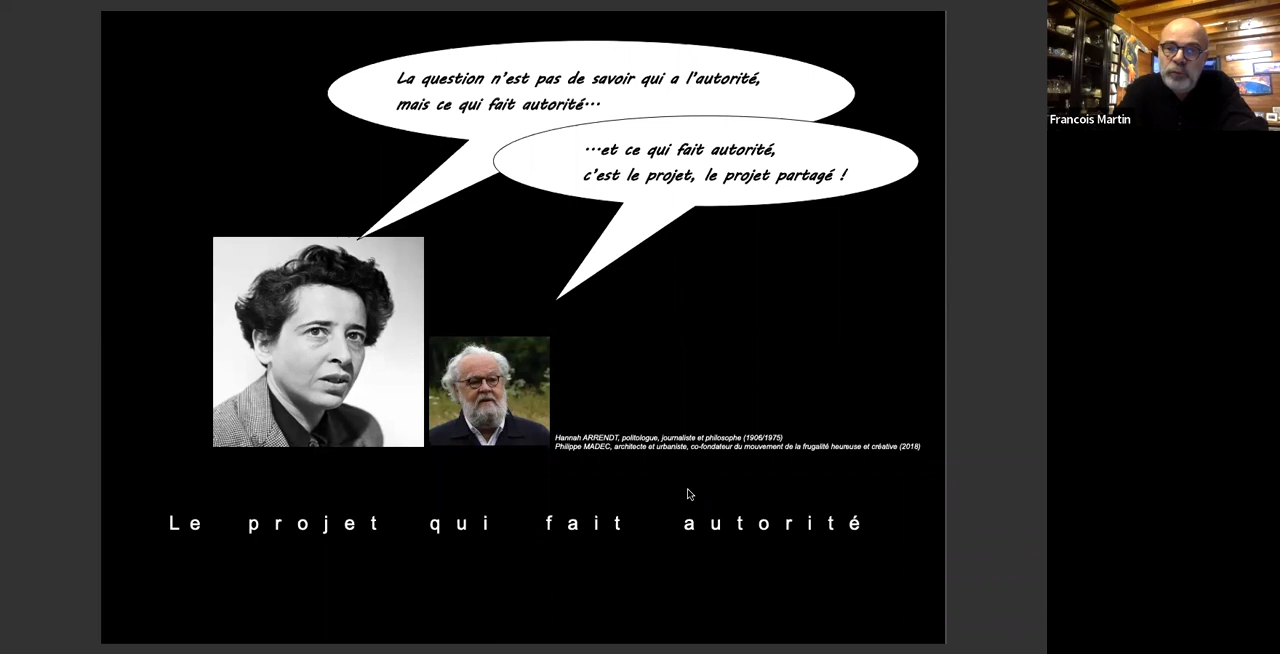 La question n'est pas de savoir qui a l'autorité,
mais ce qui fait autorité...
...et ce qui fait autorité,
c'est le projet, le projet partagé !
Francois Martin
Hannah ARRENDT, politologue, journaliste et philosophe (1906/1975)
Philippe MADEC, architecte et urbaniste, co-fondateur du mouvement de la frugalité heureuse et créative (2018)
Le projet qui fait autorité